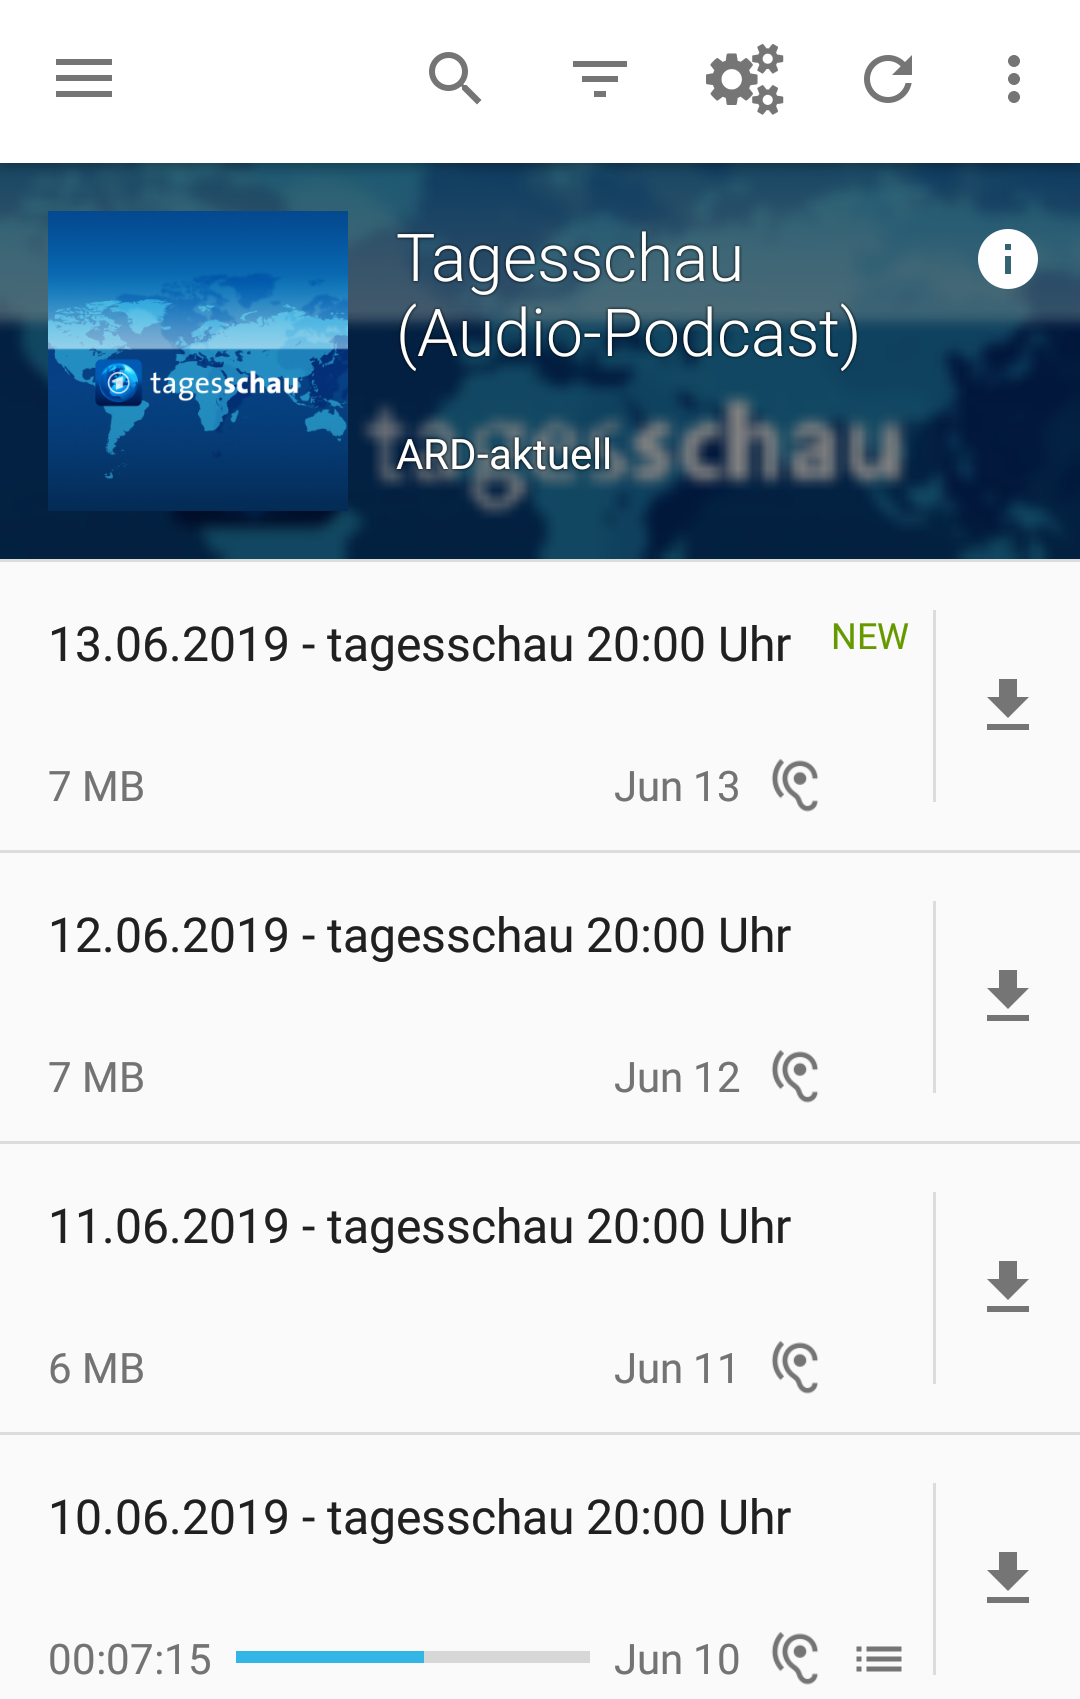 Tagesschau
(Audio-Podcast)
tagesschau
tagesschau
ARD-aktuell
13.06.2019 - tagesschau 20:00 Uhr NEW
7 MB Jun 13
12.06.2019 - tagesschau 20:00 Uhr
7 MB Jun 12
11.06.2019 - tagesschau 20:00 Uhr
6 MB Jun 11
10.06.2019 - tagesschau 20:00 Uhr
00:07:15 Jun 10